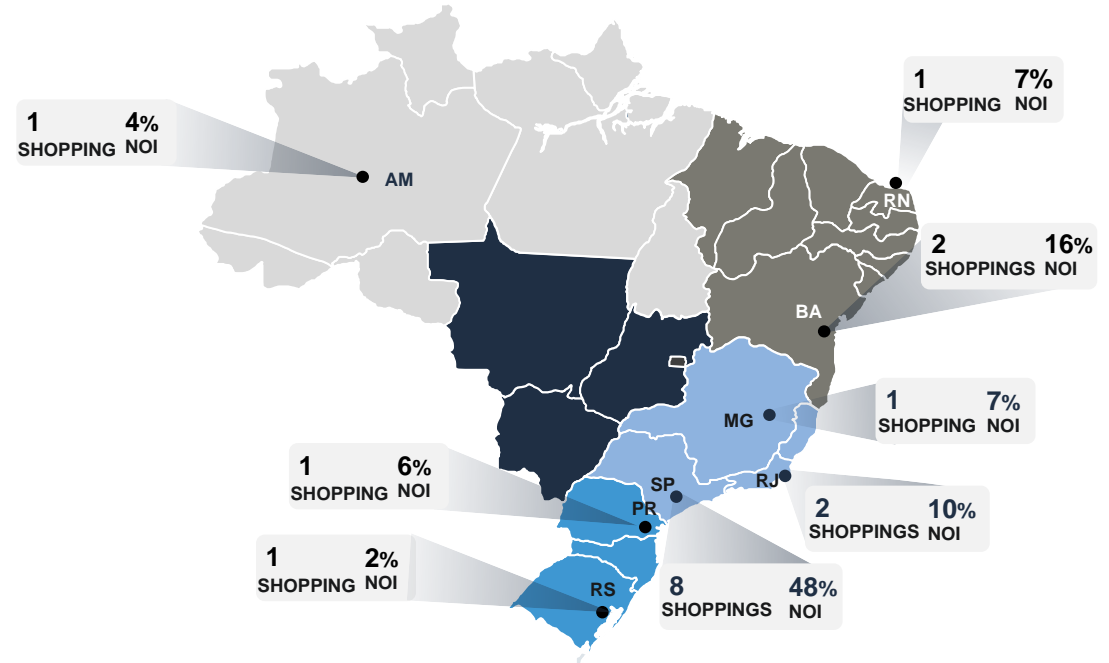 1 7%
SHOPPING NOI
1 4%
SHOPPING NOI
AM
RN
2 16%
SHOPPINGS NOI
BA
1 7%
SHOPPING NOI
MG
1 6%
SHOPPING NOI
SP
RJ
PR
2 10%
SHOPPINGS NOI
1 2%
SHOPPING NOI
RS
8 48%
SHOPPINGS NOI